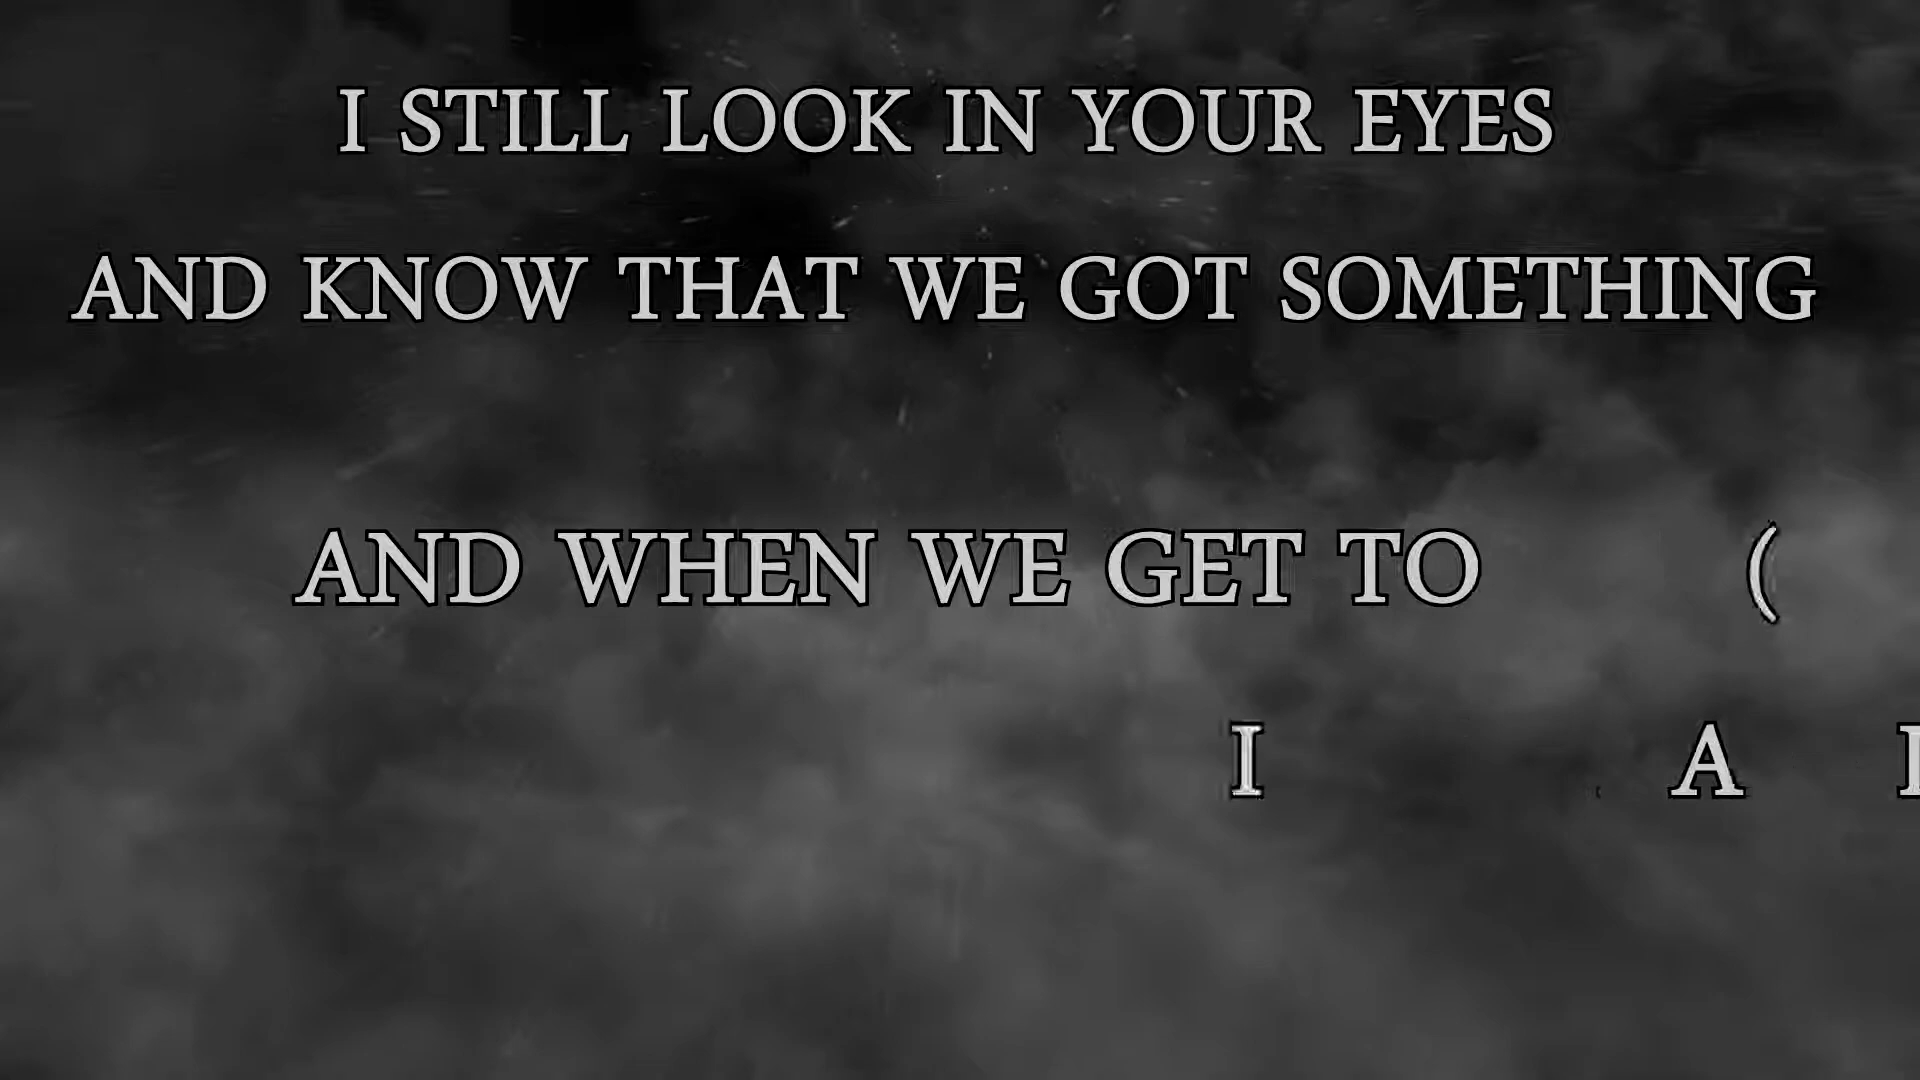 I STILL LOOK IN YOUR EYES
AND KNOW THAT WE GOT SOMETHING
AND WHEN WE GET TO (
I A